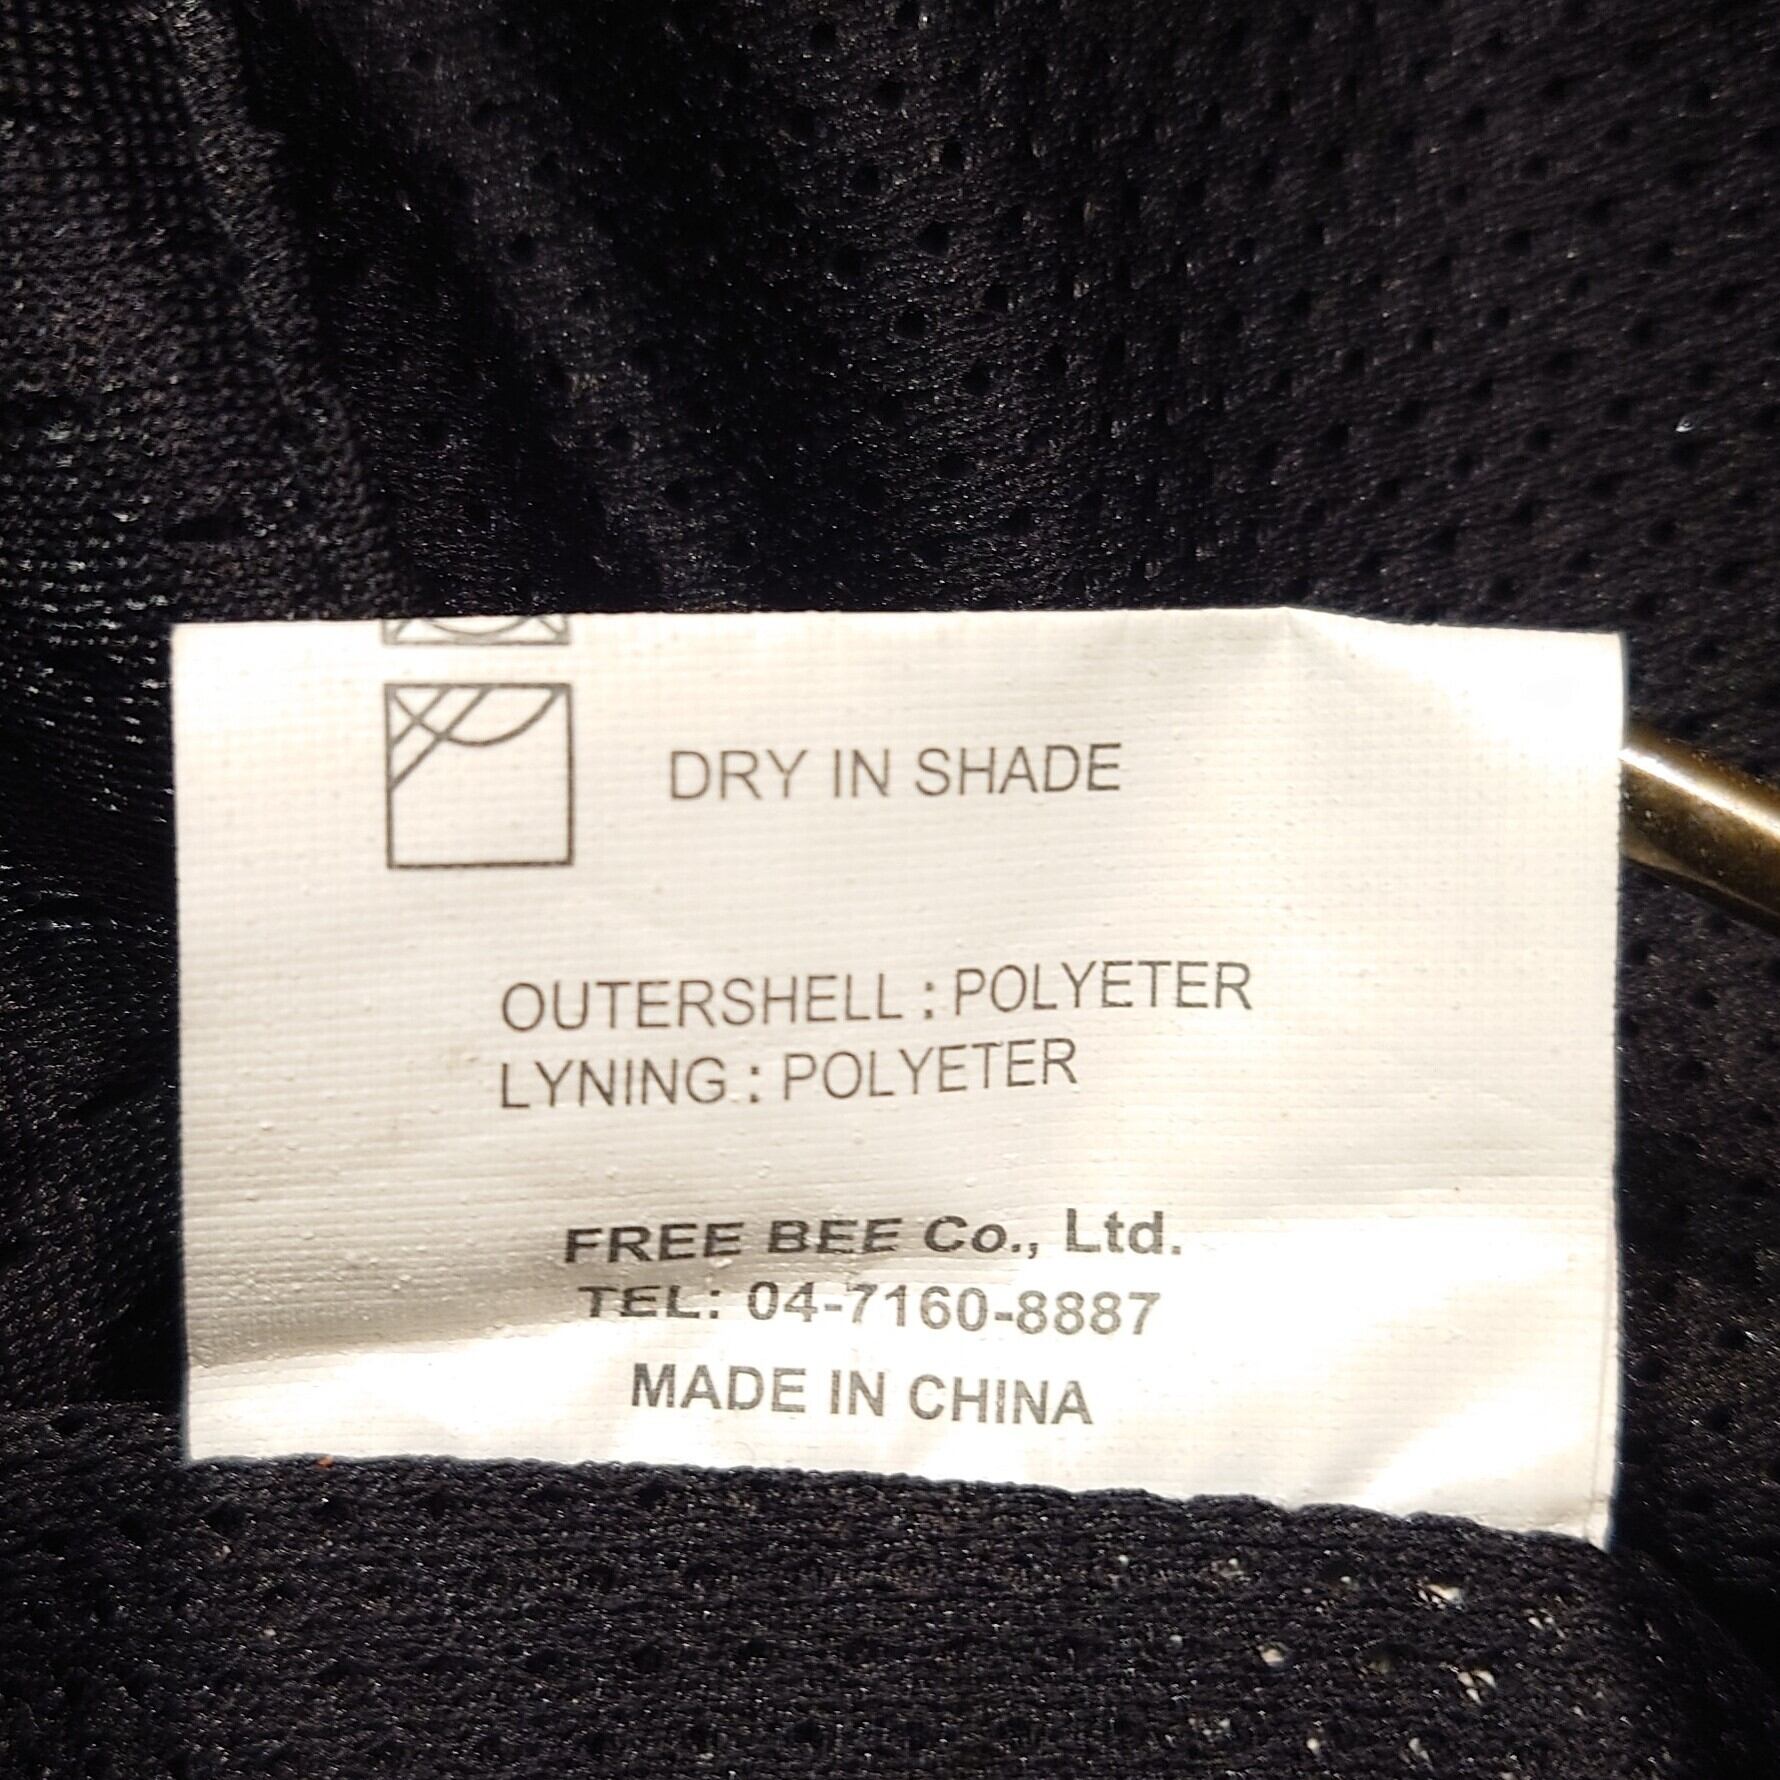 DRY IN SHADE
OUTERSHELL : POLYETER
LYNING : POLYETER
FREE BEE Co., Ltd.
TEL: 04-7160-8887
MADE IN CHINA